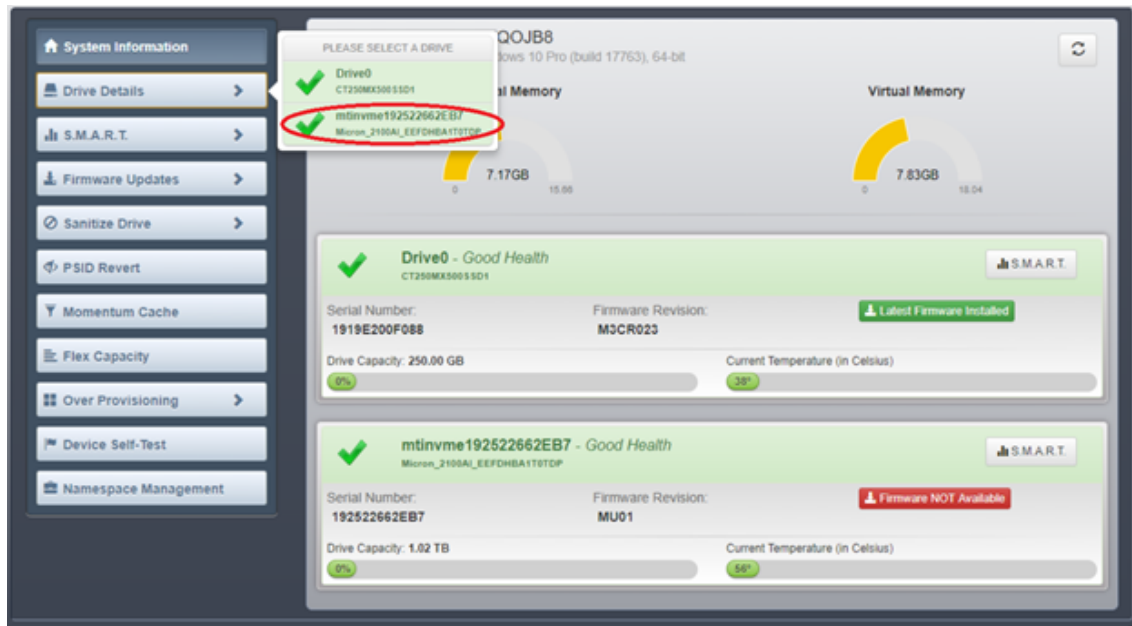 System Information
Drive Details
S.M.A.R.T.
Firmware Updates
Sanitize Drive
PSID Revert
Momentum Cache
Flex Capacity
Over Provisioning
Device Self-Test
Namespace Management
PLEASE SELECT A DRIVE
Drive0
CT250MX500SSD1
mtinvme192522662EB7
Micron_2100AI_EEFDHBA1T0TDP
QOJB8
10 Pro (build 17763), 64-bit
Memory
7.17GB
0
15.66
Virtual Memory
7.83GB
0
18.04
Drive0 - Good Health
CT250MX500SSD1
S.M.A.R.T.
Serial Number:
1919E200F088
Firmware Revision:
M3CR023
Latest Firmware Installed
Drive Capacity: 250.00 GB
0%
Current Temperature (in Celsius)
38°
mtinvme192522662EB7 - Good Health
Micron_2100AI_EEFDHBA1T0TDP
S.M.A.R.T.
Serial Number:
192522662EB7
Firmware Revision:
MU01
Firmware NOT Available
Drive Capacity: 1.02 TB
0%
Current Temperature (in Celsius)
56°